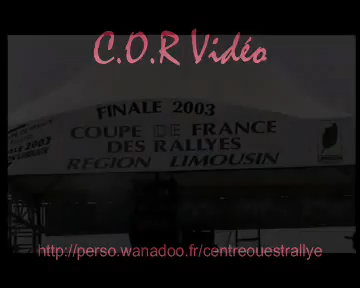 C.O.R Vidéo
FINALE 2003
COUPE DE FRANCE
DES RALLYES
REGION LIMOUSIN
http://perso.wanadoo.fr/centreouestrallye